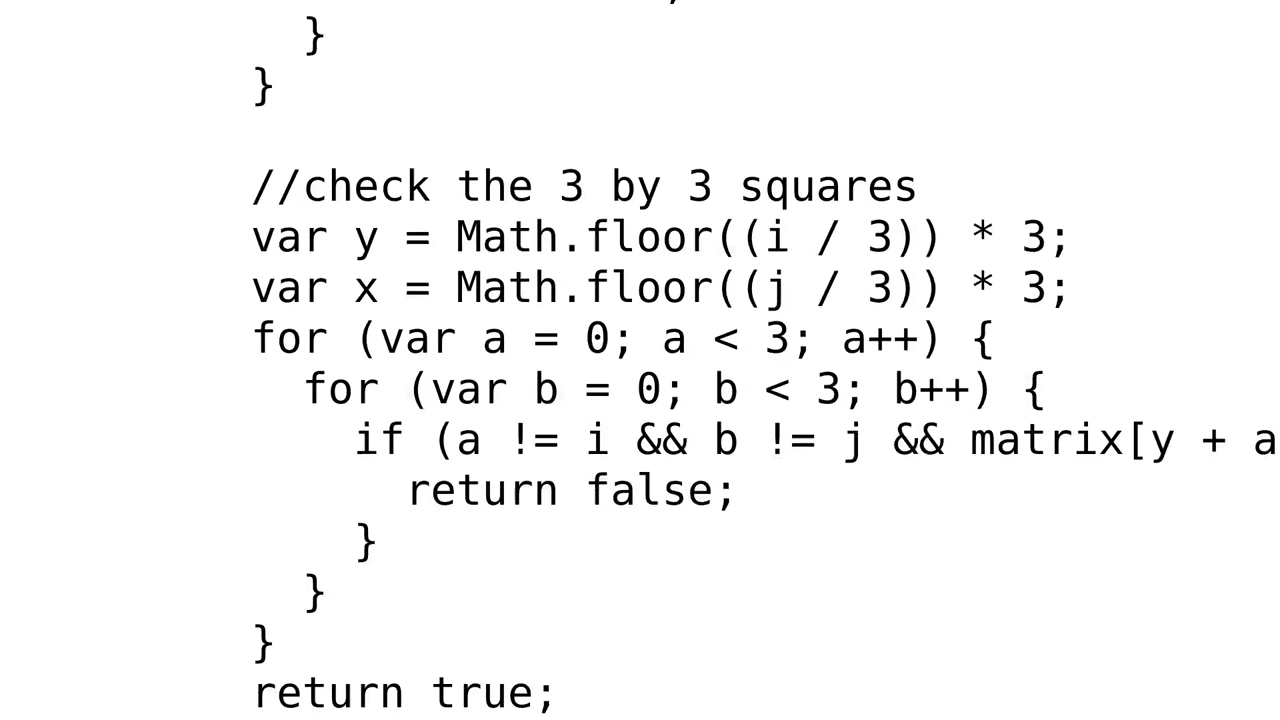 }
}
//check the 3 by 3 squares
var y = Math.floor((i / 3)) * 3;
var x = Math.floor((j / 3)) * 3;
for (var a = 0; a < 3; a++) {
for (var b = 0; b < 3; b++) {
if (a != i && b != j && matrix[y + a
return false;
}
}
}
return true;